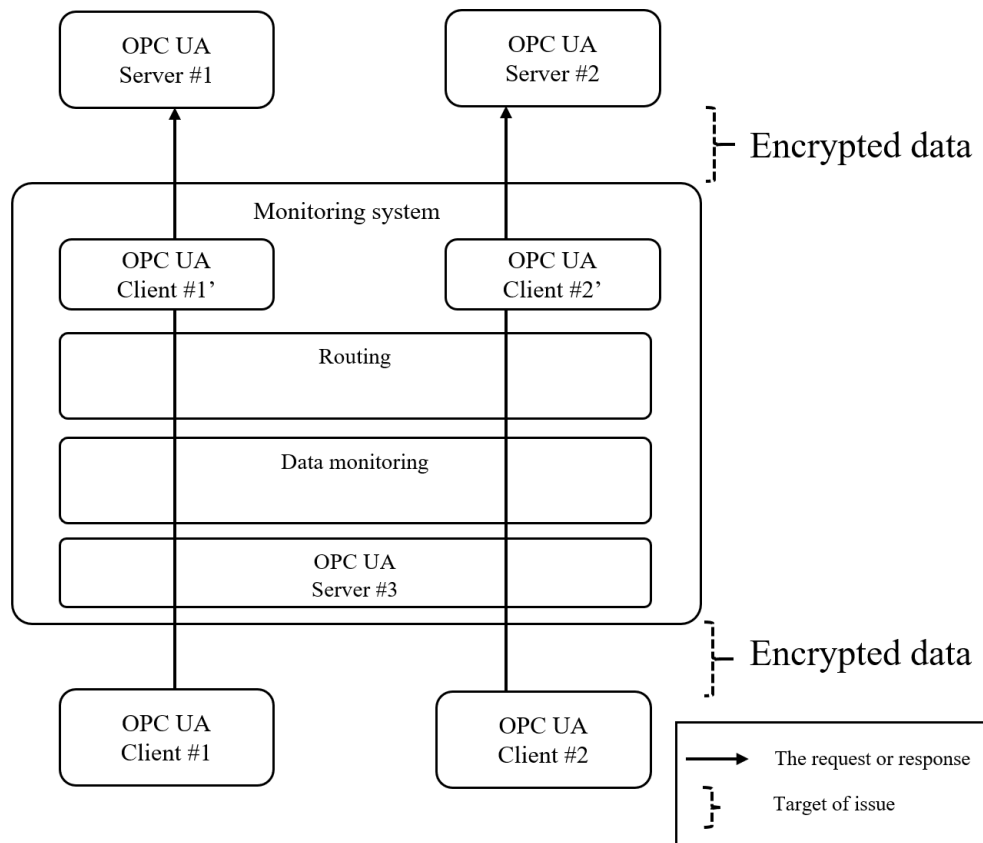 OPC UA
Server #1
OPC UA
Server #2
Encrypted data
Monitoring system
OPC UA
Client #1’
OPC UA
Client #2’
Routing
Data monitoring
OPC UA
Server #3
Encrypted data
OPC UA
Client #1
OPC UA
Client #2
The request or response
Target of issue